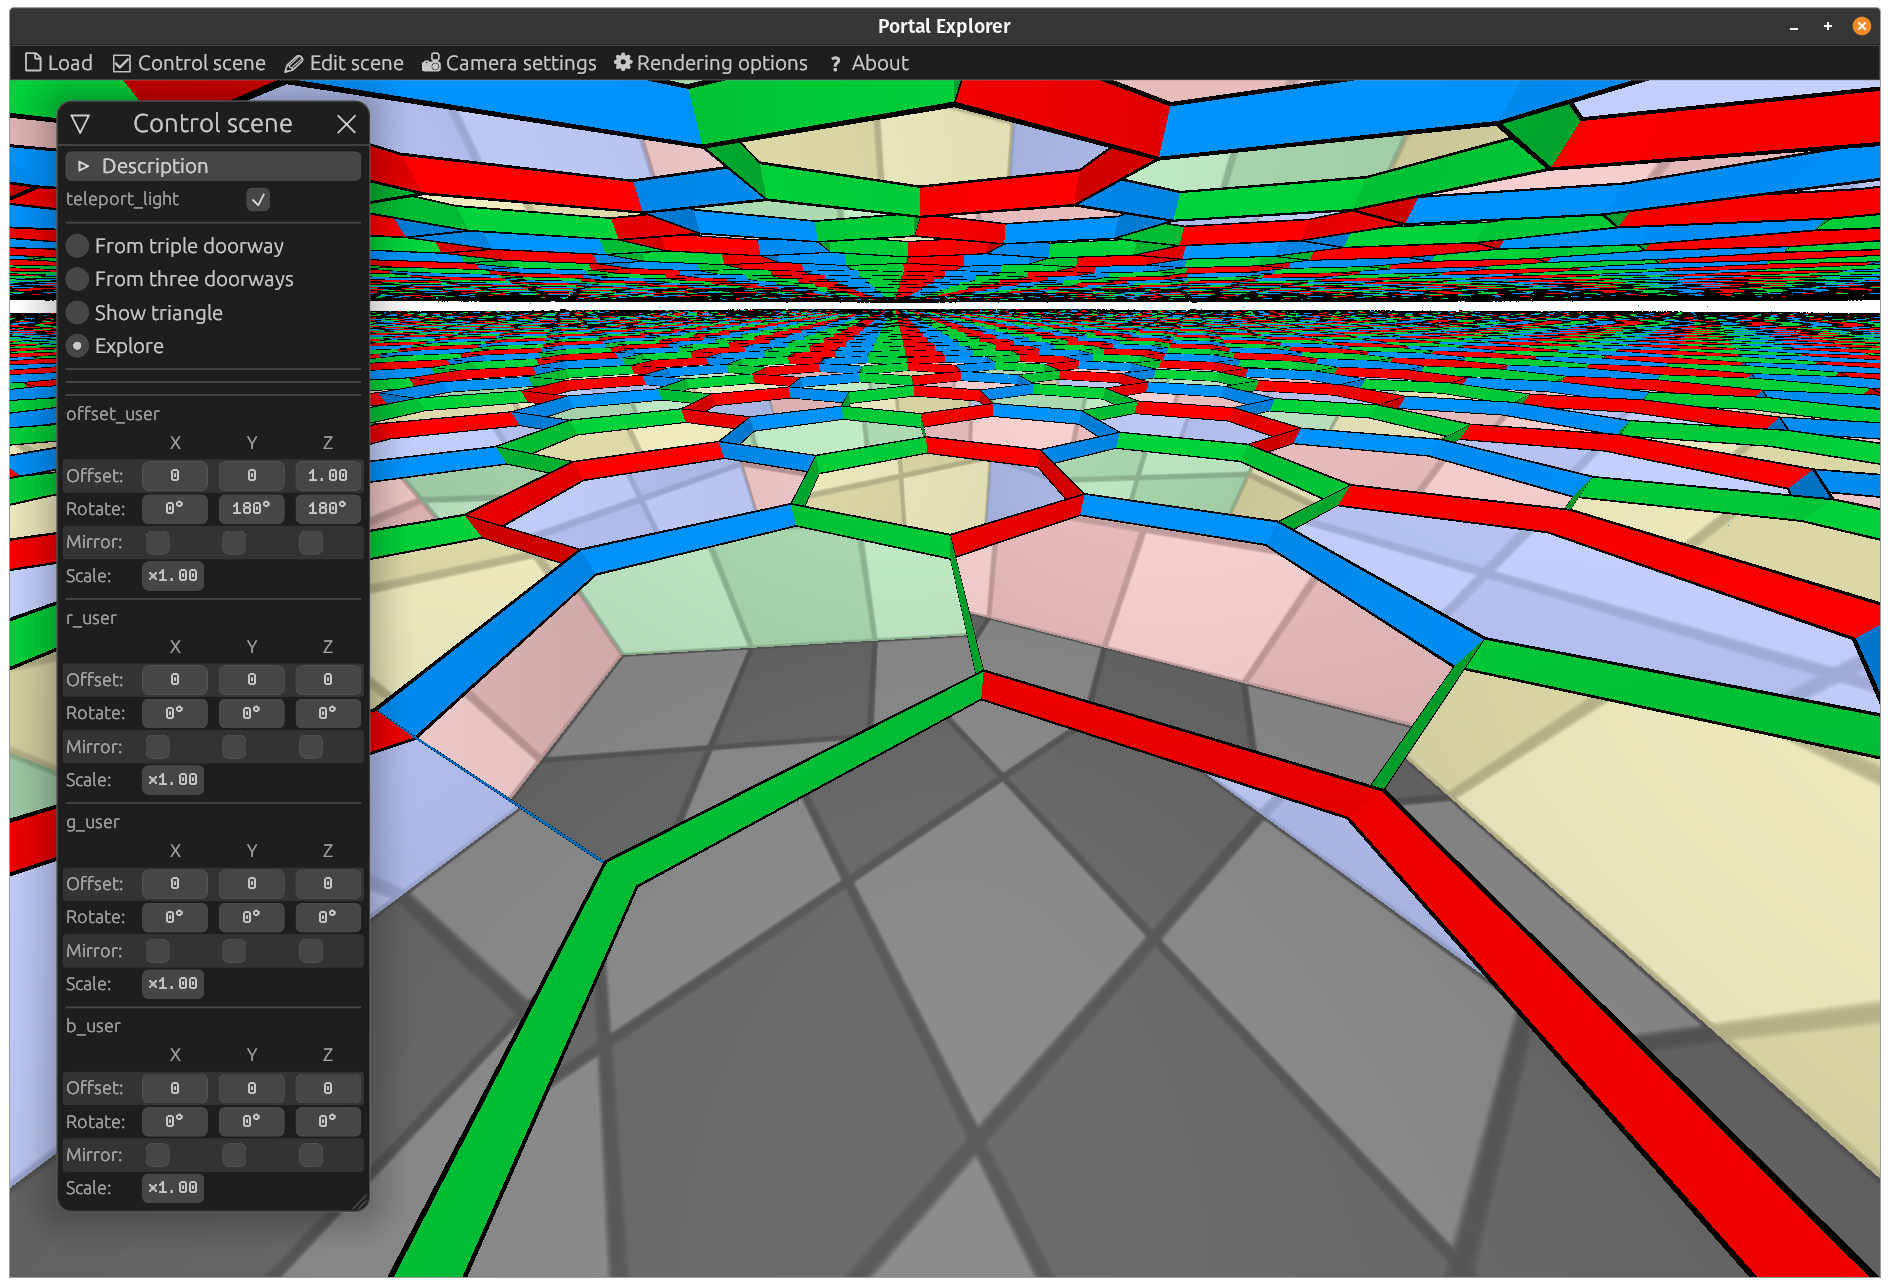 Portal Explorer
Load Control scene Edit scene Camera settings Rendering options ? About
Control scene
Description
teleport_light
From triple doorway
From three doorways
Show triangle
Explore
offset_user
X Y Z
Offset: 0 0 1.00
Rotate: 0° 180° 180°
Mirror:
Scale: ×1.00
r_user
X Y Z
Offset: 0 0 0
Rotate: 0° 0° 0°
Mirror:
Scale: ×1.00
g_user
X Y Z
Offset: 0 0 0
Rotate: 0° 0° 0°
Mirror:
Scale: ×1.00
b_user
X Y Z
Offset: 0 0 0
Rotate: 0° 0° 0°
Mirror:
Scale: ×1.00